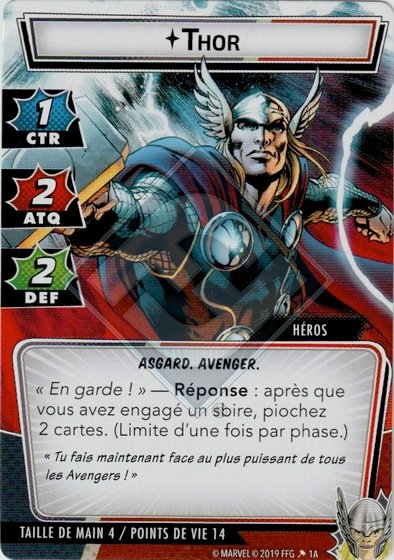 Thor
1
CTR
2
ATQ
2
DEF
HÉROS
ASGARD. AVENGER.
« En garde ! » — Réponse : après que
vous avez engagé un sbire, piochez
2 cartes. (Limite d'une fois par phase.)
« Tu fais maintenant face au plus puissant de tous
les Avengers ! »
TAILLE DE MAIN 4 / POINTS DE VIE 14
© MARVEL © 2019 FFG 1A